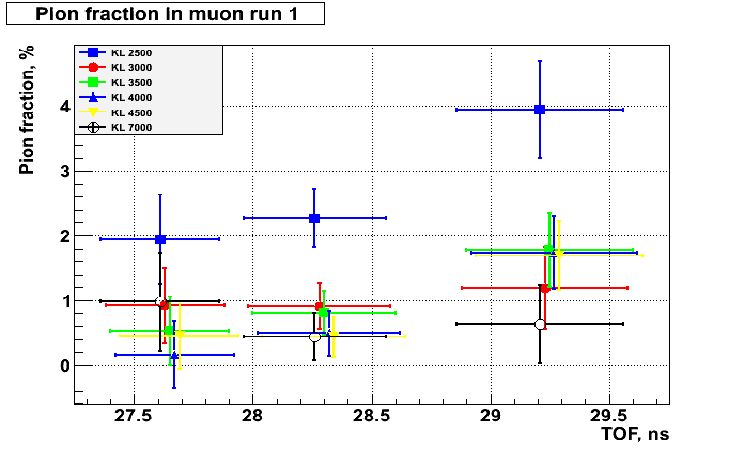 Pion fraction in muon run 1
Pion fraction, %
KL 2500
KL 3000
KL 3500
KL 4000
KL 4500
KL 7000
4
3
2
1
0
27.5 28 28.5 29 29.5
TOF, ns